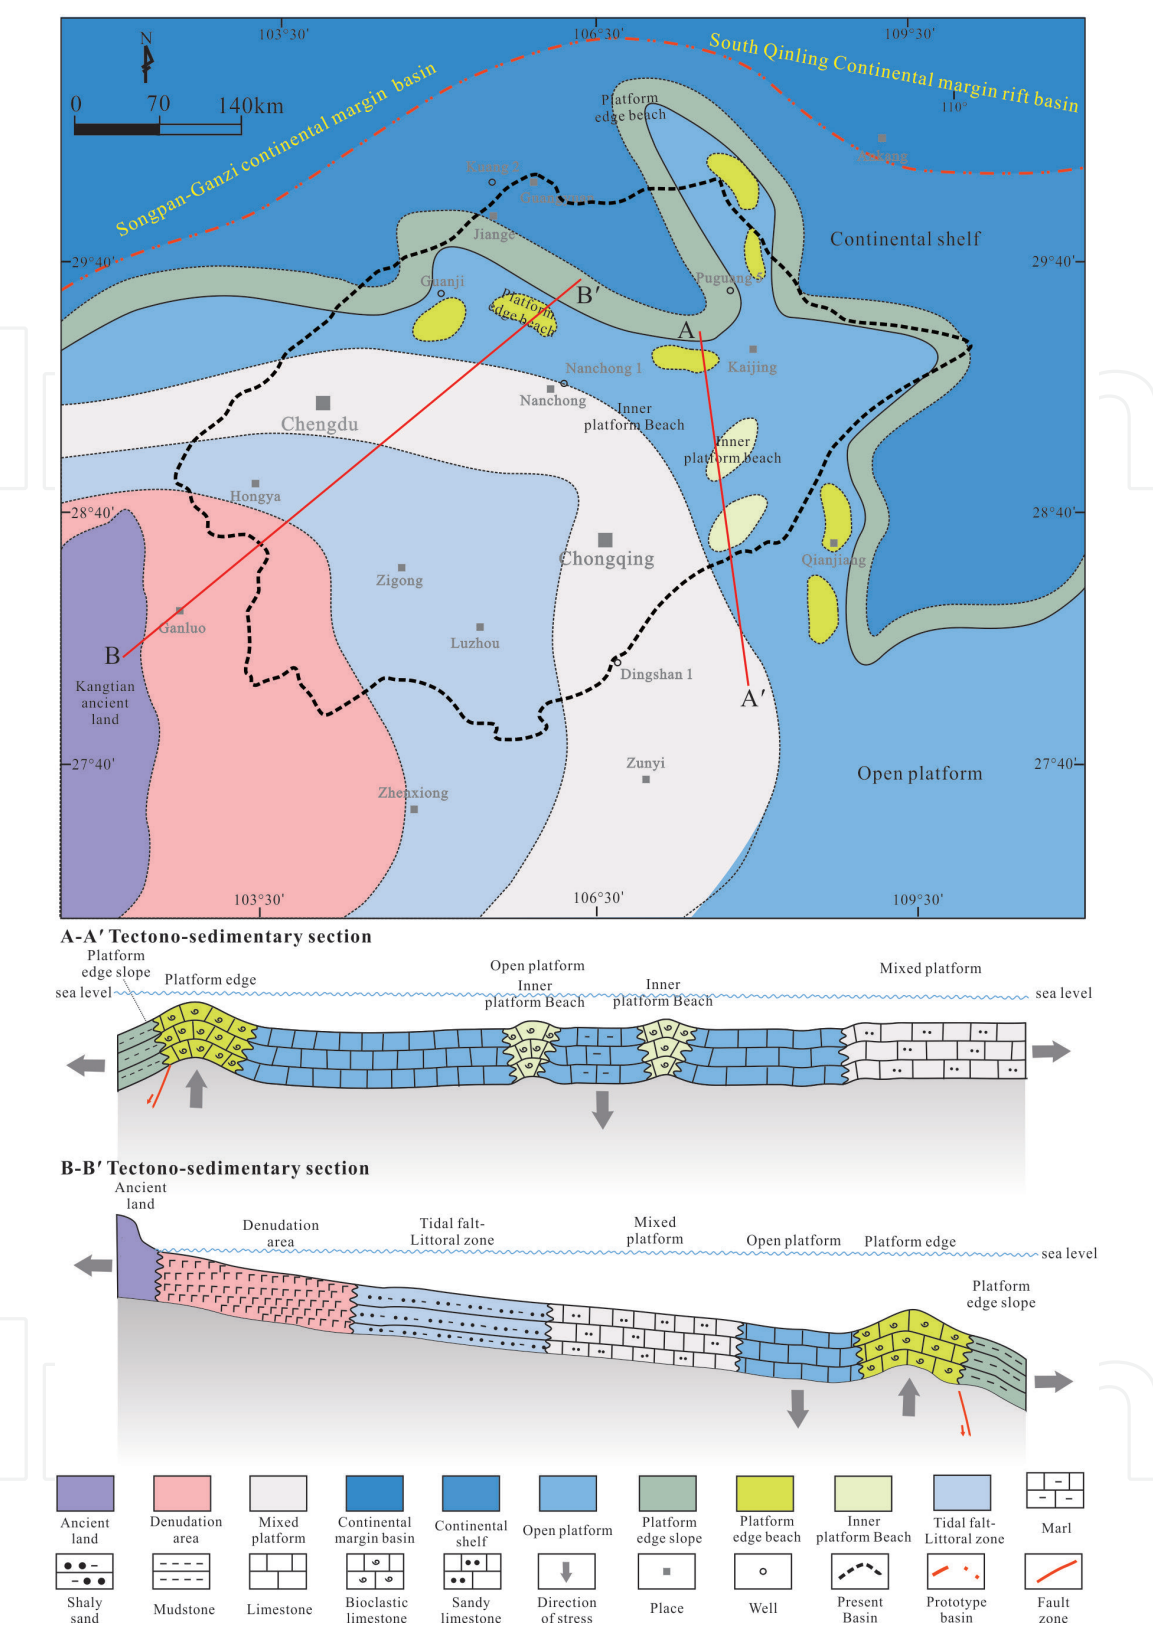 103°30′
106°30′
109°30′
N
South Qinling Continental margin rift basin
0 70 140km
110°
Platform
edge beach
Ankang
Songpan-Ganzi continental margin basin
Jiange
Continental shelf
29°40′
29°40′
Guanji
Puguang 5
B′
Platform
edge beach
A
Kaijing
Nanchong 1
Nanchong
Inner
platform Beach
Chengdu
Inner
platform beach
Hongya
28°40′
28°40′
Chongqing
Qianjiang
Zigong
Ganluo
Luzhou
B
Dingshan 1
Kangtian
ancient
land
A′
27°40′
27°40′
Zunyi
Open platform
Zhenxiong
103°30′
106°30′
109°30′
A-A′ Tectono-sedimentary section
Platform
edge slope
Platform edge
Open platform
Mixed platform
Inner
platform Beach
Inner
platform Beach
sea level
sea level
B-B′ Tectono-sedimentary section
Ancient
land
Denudation
area
Tidal falt-
Littoral zone
Mixed
platform
Open platform
Platform edge
sea level
Platform
edge slope
Ancient
land
Denudation
area
Mixed
platform
Continental
margin basin
Continental
shelf
Open platform
Platform
edge slope
Platform
edge beach
Inner
platform Beach
Tidal falt-
Littoral zone
Marl
Shaly
sand
Mudstone
Limestone
Bioclastic
limestone
Sandy
limestone
Direction
of stress
Place
Well
Present
Basin
Prototype
basin
Fault
zone